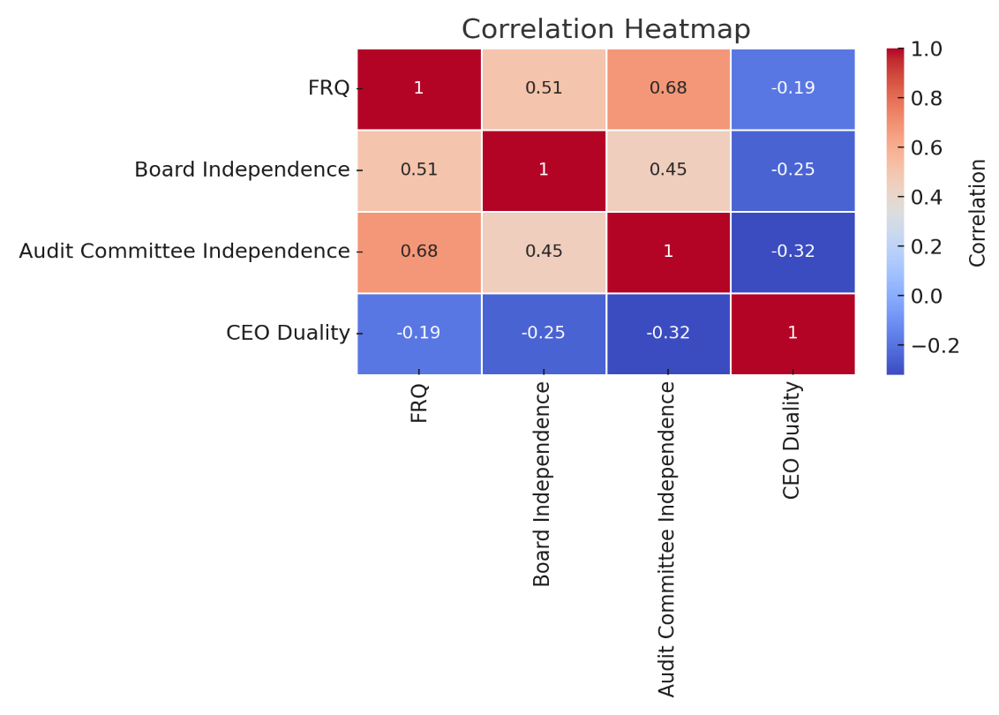 Correlation Heatmap
FRQ 1 0.51 0.68 -0.19
Board Independence 0.51 1 0.45 -0.25
Audit Committee Independence 0.68 0.45 1 -0.32
CEO Duality -0.19 -0.25 -0.32 1
FRQ
Board Independence
Audit Committee Independence
CEO Duality
1.0
0.8
0.6
0.4
0.2
0.0
−0.2
Correlation